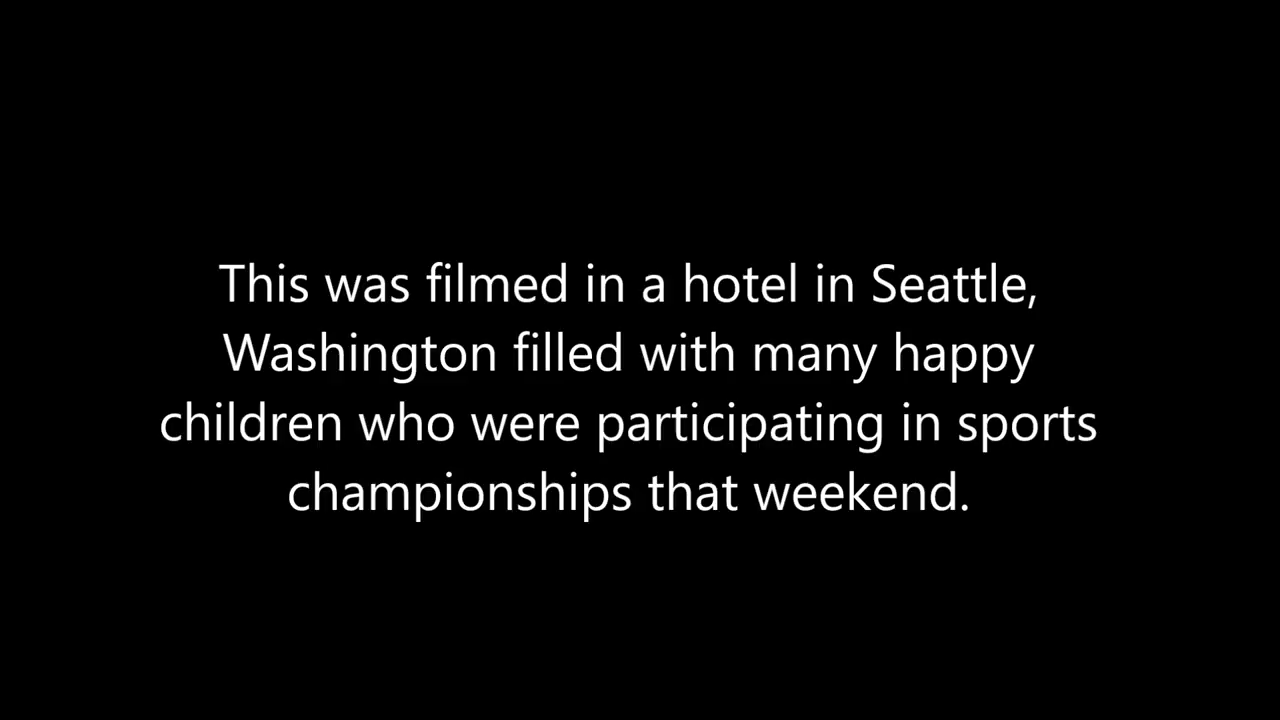 This was filmed in a hotel in Seattle,
Washington filled with many happy
children who were participating in sports
championships that weekend.